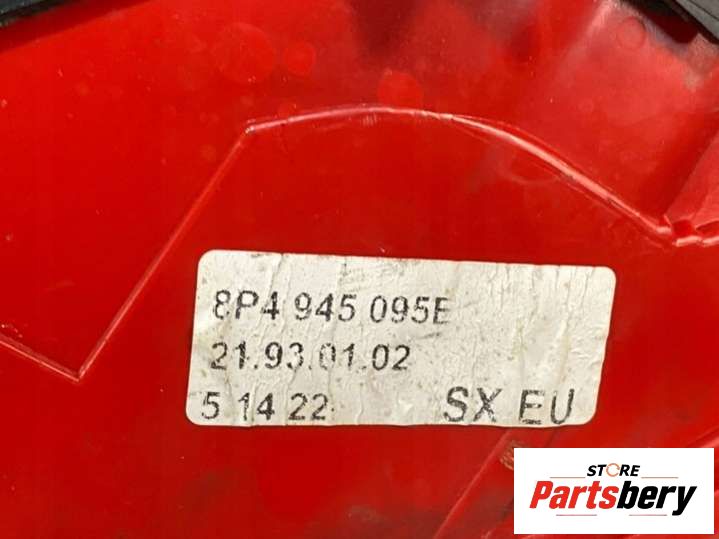 8P4 945 095E
21.93.01.02
5 14 22 SX EU
STORE
Partsbery